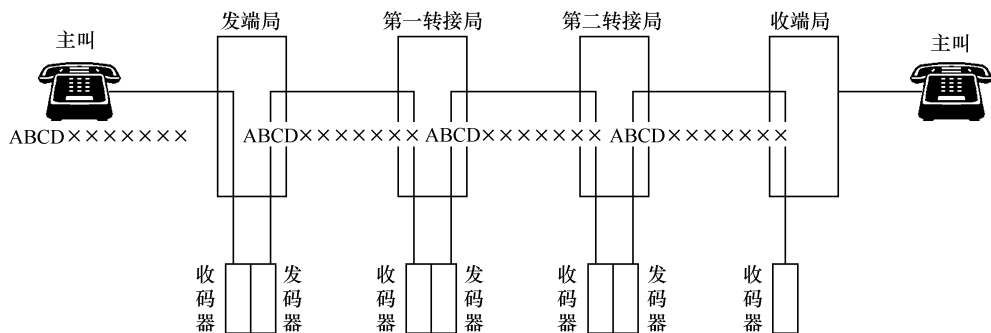 发端局 第一转接局 第二转接局 收端局
主叫 主叫
ABCD××××××× ABCD××××××× ABCD××××××× ABCD×××××××
收码器 发码器 收码器 发码器 收码器 发码器 收码器